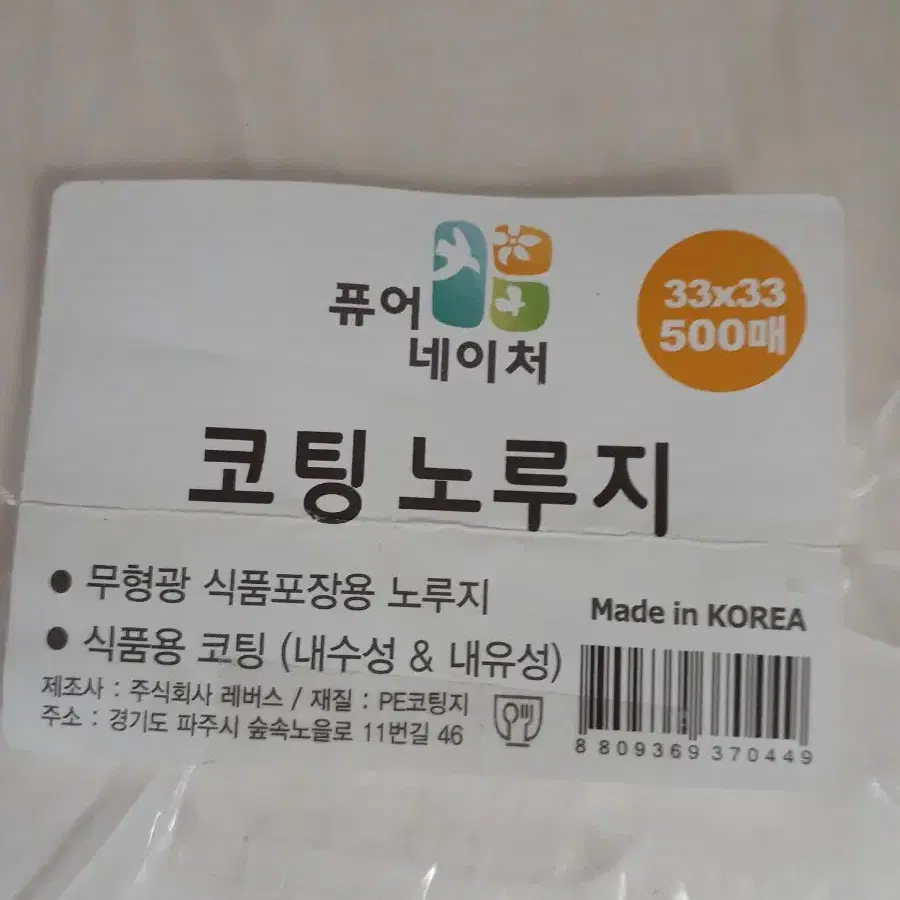 퓨어
네이처
33x33
500매
코팅 노루지
● 무형광 식품포장용 노루지
● 식품용 코팅 (내수성 & 내유성)
제조사 : 주식회사 레버스 / 재질 : PE코팅지
주소 : 경기도 파주시 숲속노을로 11번길 46
Made in KOREA
8 809369 370449